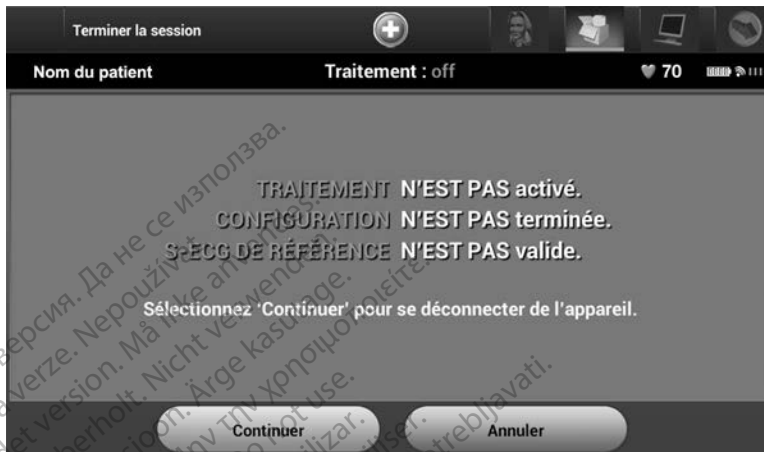 Terminer la session
Nom du patient
Traitement : off
70
TRAITEMENT N'EST PAS activé.
CONFIGURATION N'EST PAS terminée.
S-ECG DE RÉFÉRENCE N'EST PAS valide.
Sélectionnez 'Continuer' pour se déconnecter de l'appareil.
Continuer
Annuler